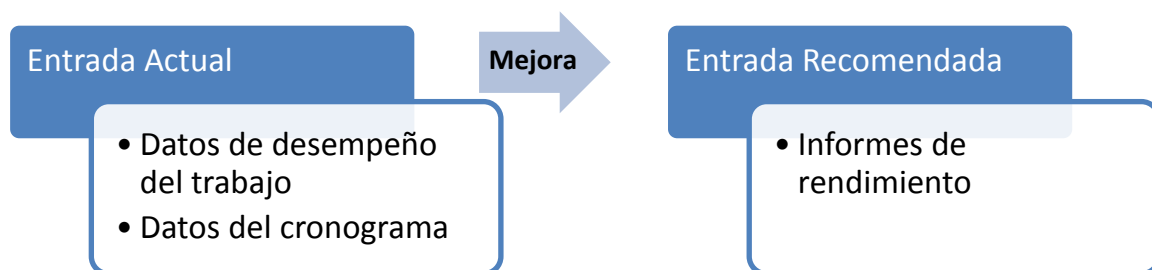 Entrada Actual
• Datos de desempeño
del trabajo
• Datos del cronograma
Mejora
Entrada Recomendada
• Informes de
rendimiento